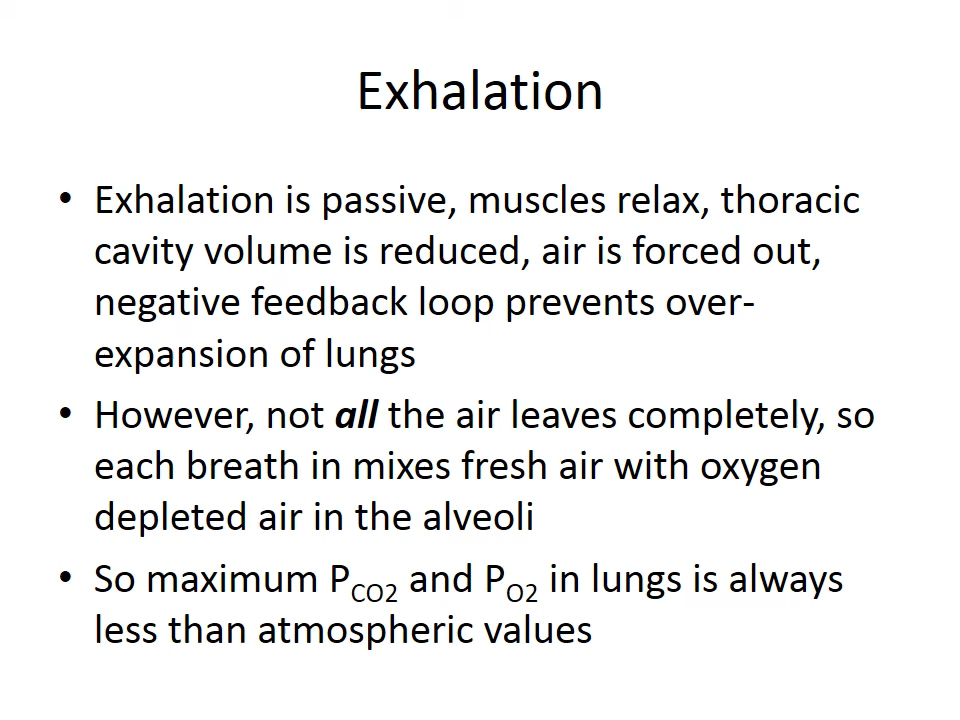 Exhalation
• Exhalation is passive, muscles relax, thoracic
cavity volume is reduced, air is forced out,
negative feedback loop prevents over-
expansion of lungs
• However, not all the air leaves completely, so
each breath in mixes fresh air with oxygen
depleted air in the alveoli
• So maximum PCO2 and PO2 in lungs is always
less than atmospheric values